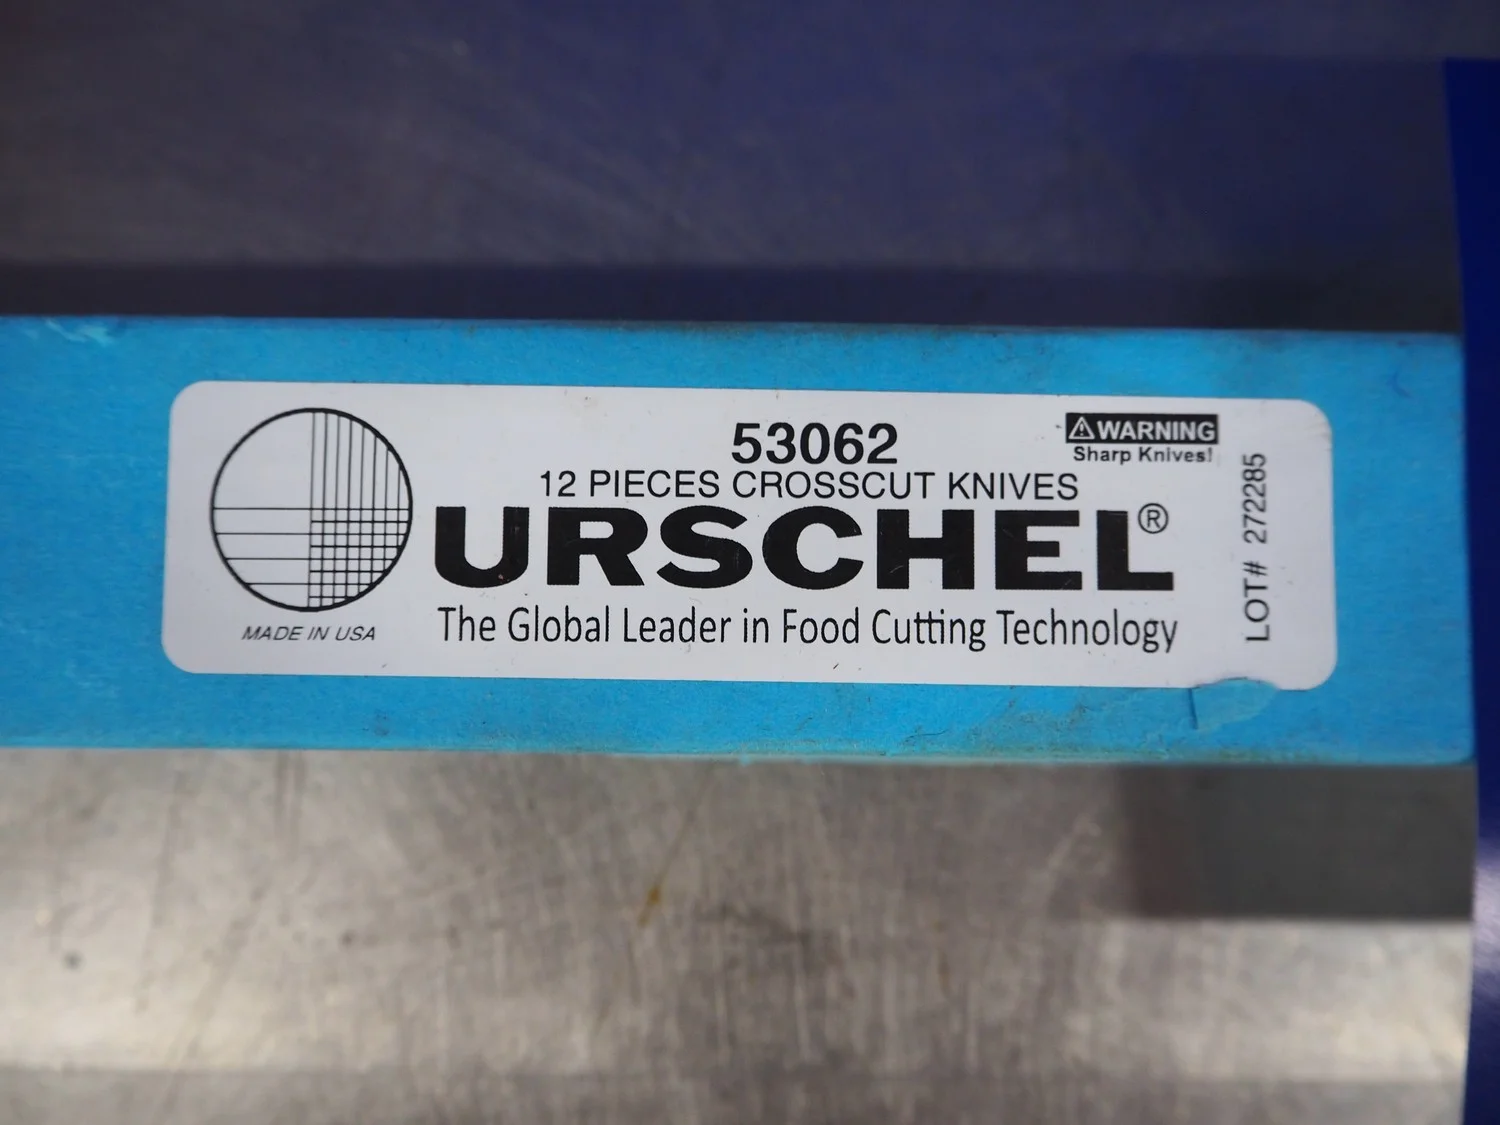 53062
12 PIECES CROSSCUT KNIVES
URSCHEL®
The Global Leader in Food Cutting Technology
MADE IN USA
WARNING
Sharp Knives!
LOT# 272285